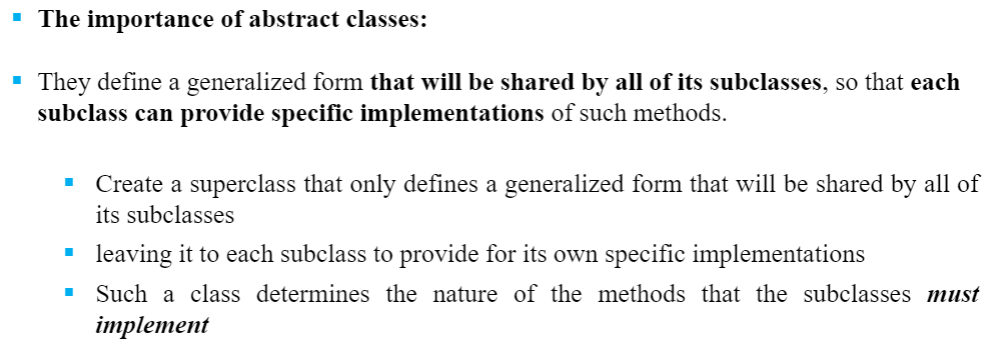 ▪ The importance of abstract classes:
▪ They define a generalized form that will be shared by all of its subclasses, so that each
subclass can provide specific implementations of such methods.
▪ Create a superclass that only defines a generalized form that will be shared by all of
its subclasses
▪ leaving it to each subclass to provide for its own specific implementations
▪ Such a class determines the nature of the methods that the subclasses must
implement